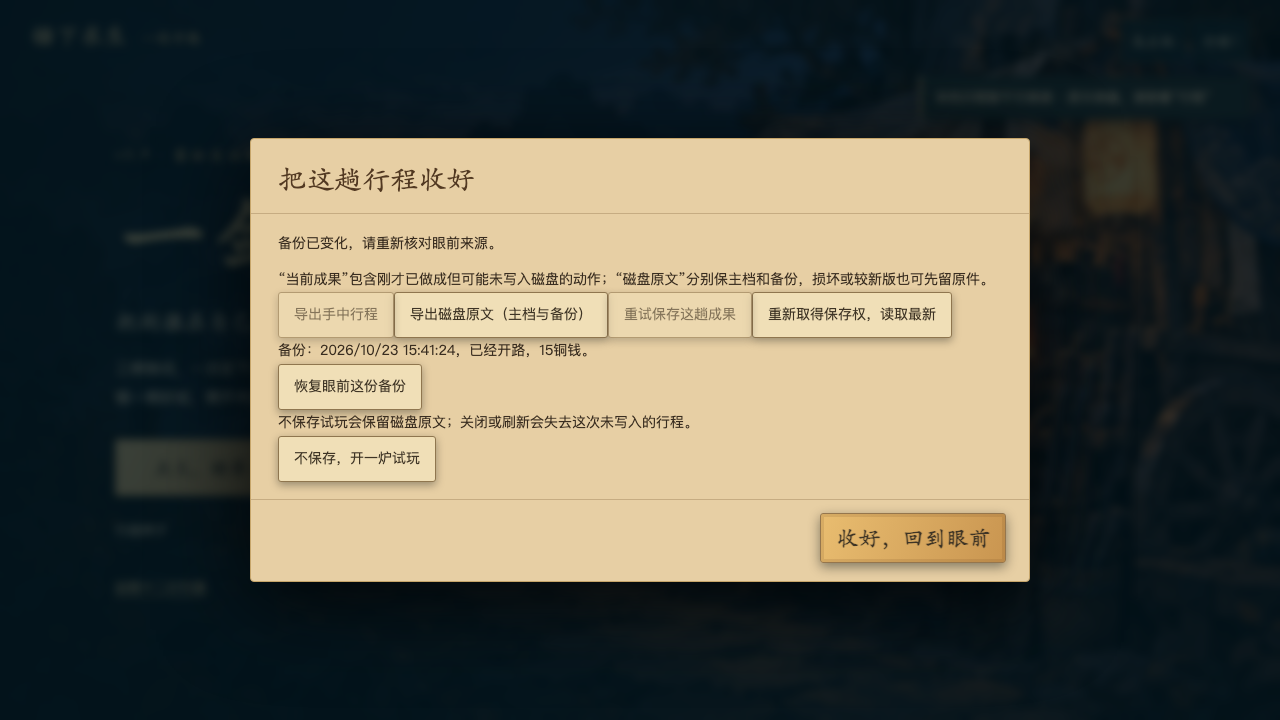 把这趟行程收好
备份已变化，请重新核对眼前来源。
“当前成果”包含刚才已做成但可能未写入磁盘的动作；“磁盘原文”分别保主档和备份，损坏或较新版也可先留原件。
导出手中行程 导出磁盘原文（主档与备份） 重试保存这趟成果 重新取得保存权，读取最新
备份：2026/10/23 15:41:24，已经开路，15铜钱。
恢复眼前这份备份
不保存试玩会保留磁盘原文；关闭或刷新会失去这次未写入的行程。
不保存，开一炉试玩
收好，回到眼前